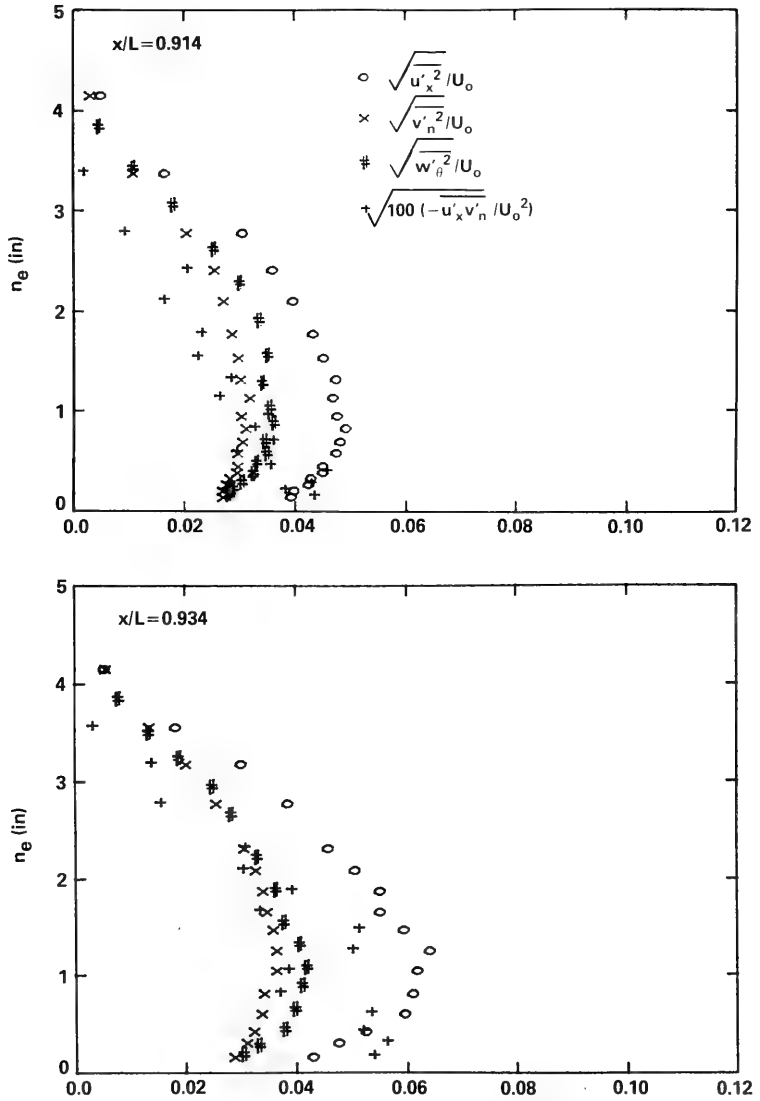 5
x/L=0.914
o √u'x² /Uo
× √v'n² /Uo
⋕ √w'θ² /Uo
+ √100 (−u'x v'n /Uo²)
4
3
ne (in)
2
1
0
0.0 0.02 0.04 0.06 0.08 0.10 0.12
5
x/L=0.934
4
3
ne (in)
2
1
0
0.0 0.02 0.04 0.06 0.08 0.10 0.12